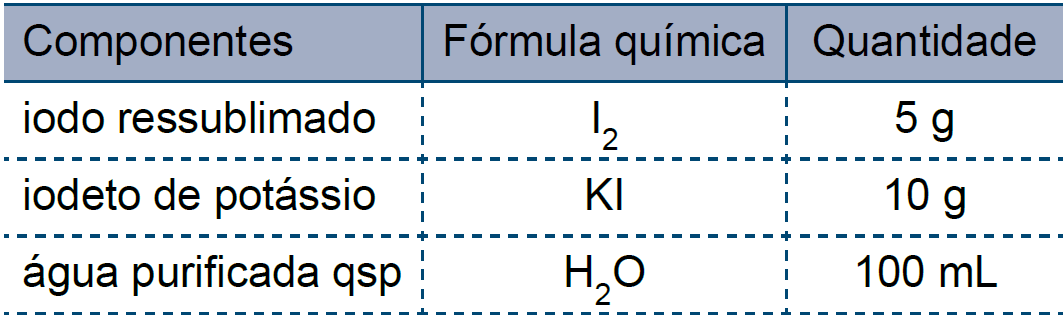 Componentes Fórmula química Quantidade
iodo ressublimado I2 5 g
iodeto de potássio KI 10 g
água purificada qsp H2O 100 mL